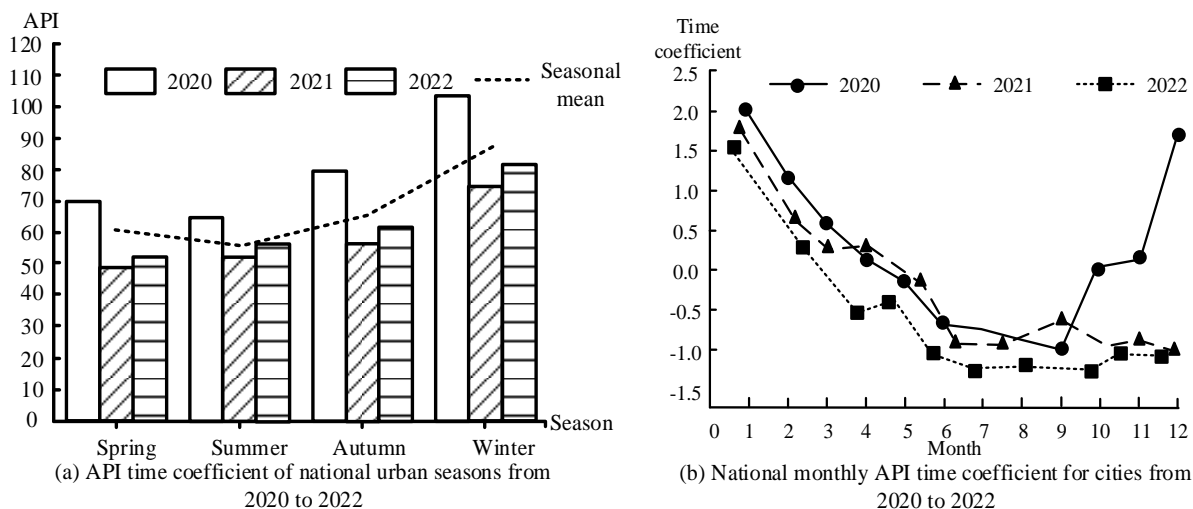 API
120
110
100
90
80
70
60
50
40
30
20
10
0
2020
2021
2022
Seasonal
mean
Season
Spring
Summer
Autumn
Winter
(a) API time coefficient of national urban seasons from
2020 to 2022
Time
coefficient
2.5
2.0
1.5
1.0
0.5
0.0
-0.5
-1.0
-1.5
2020
2021
2022
0 1 2 3 4 5 6 7 8 9 10 11 12
Month
(b) National monthly API time coefficient for cities from
2020 to 2022